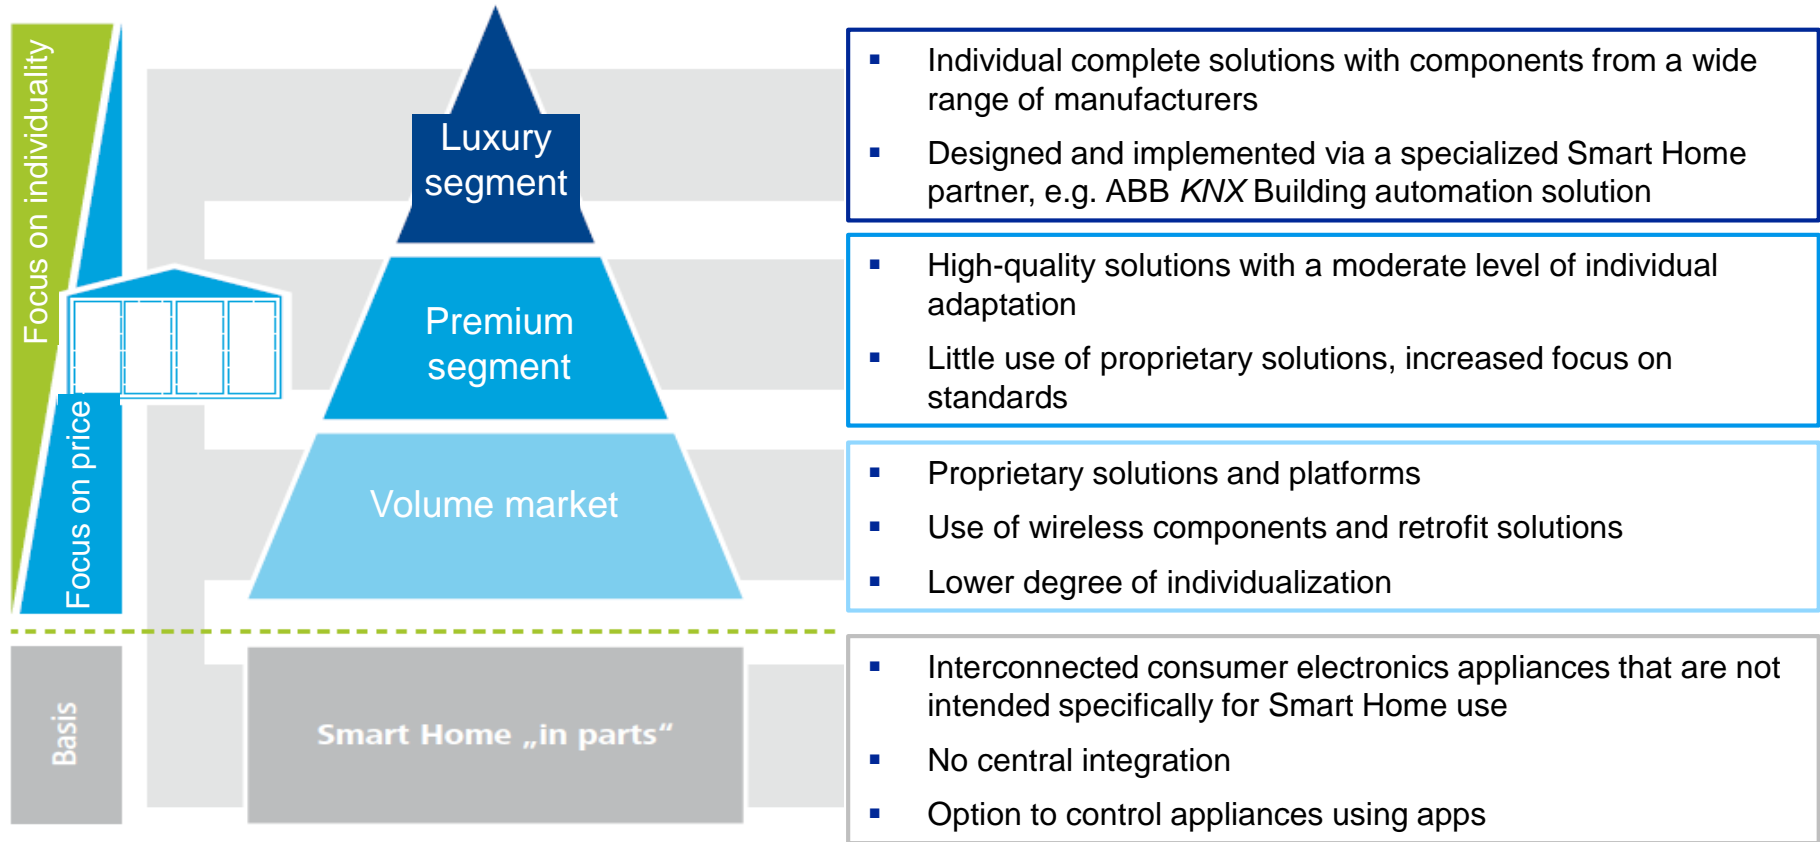 Focus on individuality
Focus on price
Luxury
segment
▪ Individual complete solutions with components from a wide
range of manufacturers
▪ Designed and implemented via a specialized Smart Home
partner, e.g. ABB KNX Building automation solution
Premium
segment
▪ High-quality solutions with a moderate level of individual
adaptation
▪ Little use of proprietary solutions, increased focus on
standards
Volume market
▪ Proprietary solutions and platforms
▪ Use of wireless components and retrofit solutions
▪ Lower degree of individualization
Basis
Smart Home „in parts“
▪ Interconnected consumer electronics appliances that are not
intended specifically for Smart Home use
▪ No central integration
▪ Option to control appliances using apps